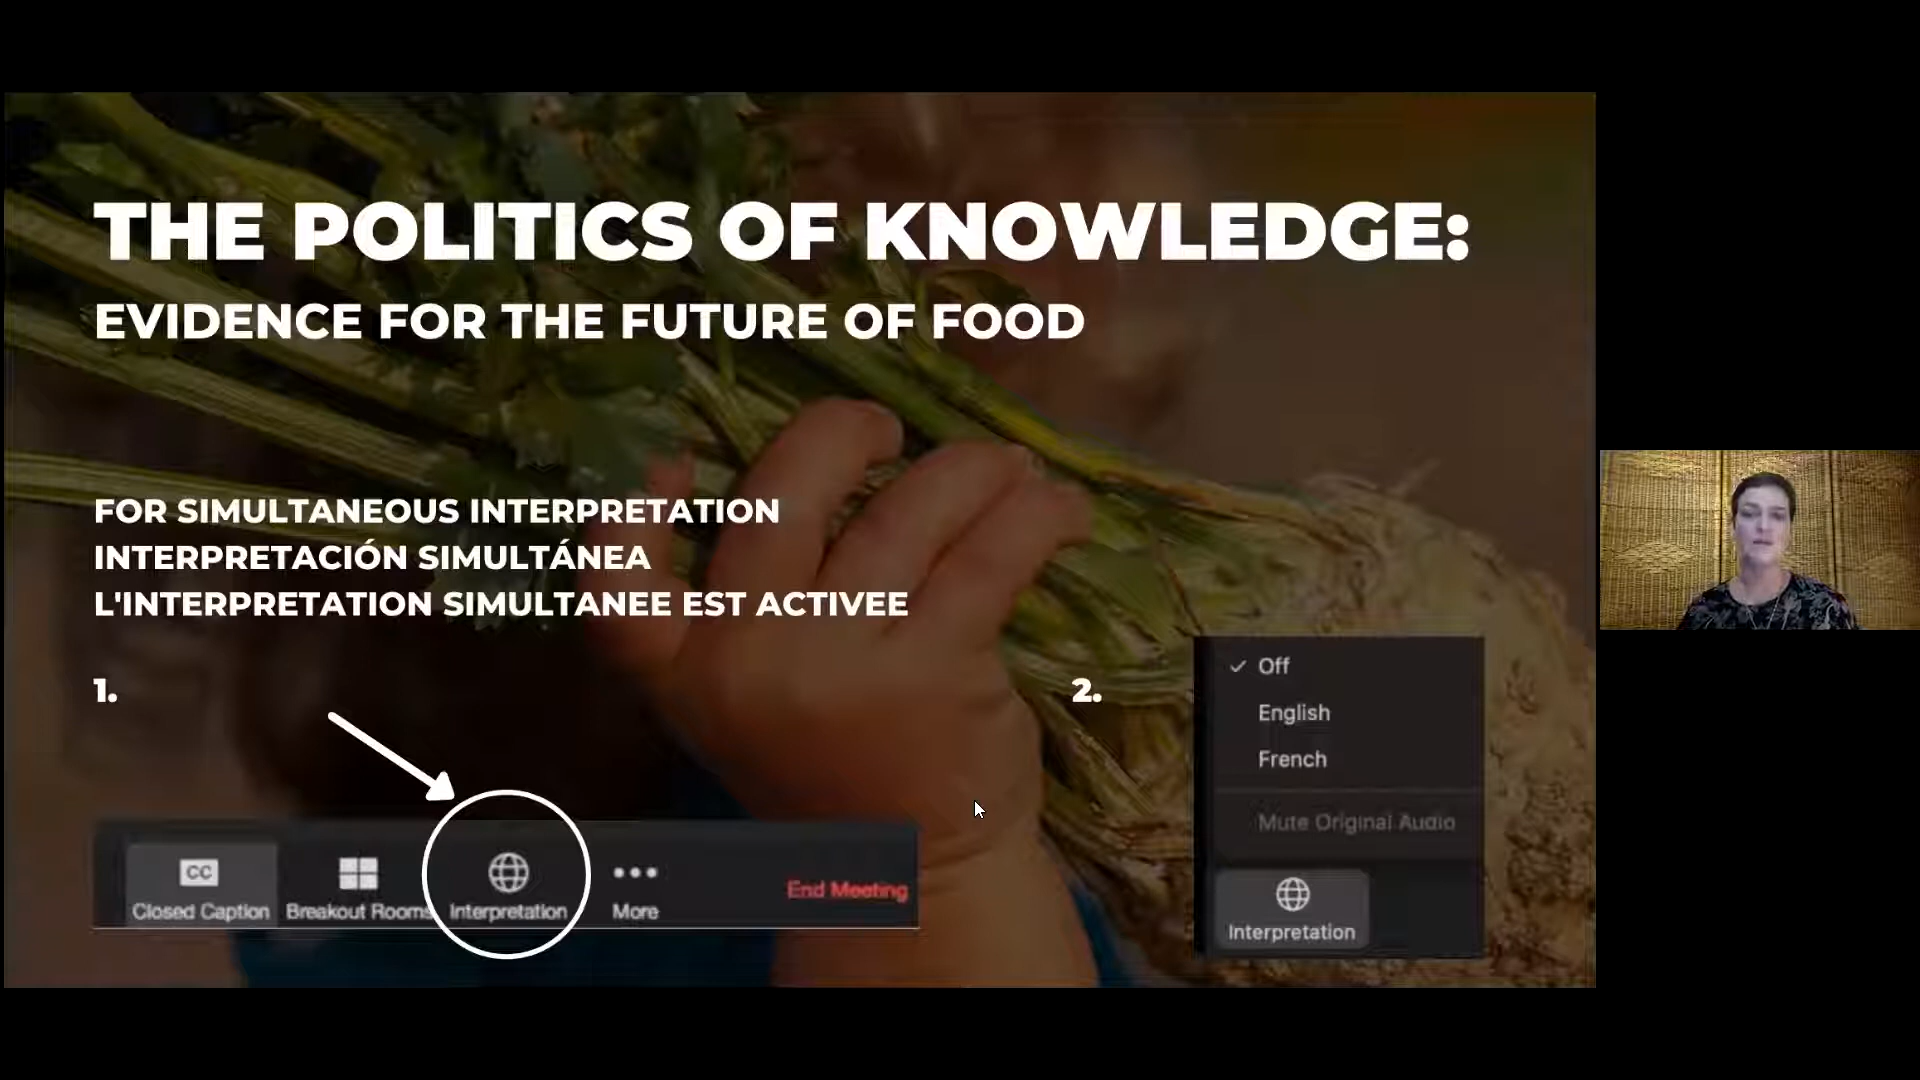 THE POLITICS OF KNOWLEDGE:
EVIDENCE FOR THE FUTURE OF FOOD
FOR SIMULTANEOUS INTERPRETATION
INTERPRETACIÓN SIMULTÁNEA
L'INTERPRETATION SIMULTANEE EST ACTIVEE
1.
CC
Closed Caption
Breakout Rooms
Interpretation
More
End Meeting
2.
Off
English
French
Mute Original Audio
Interpretation